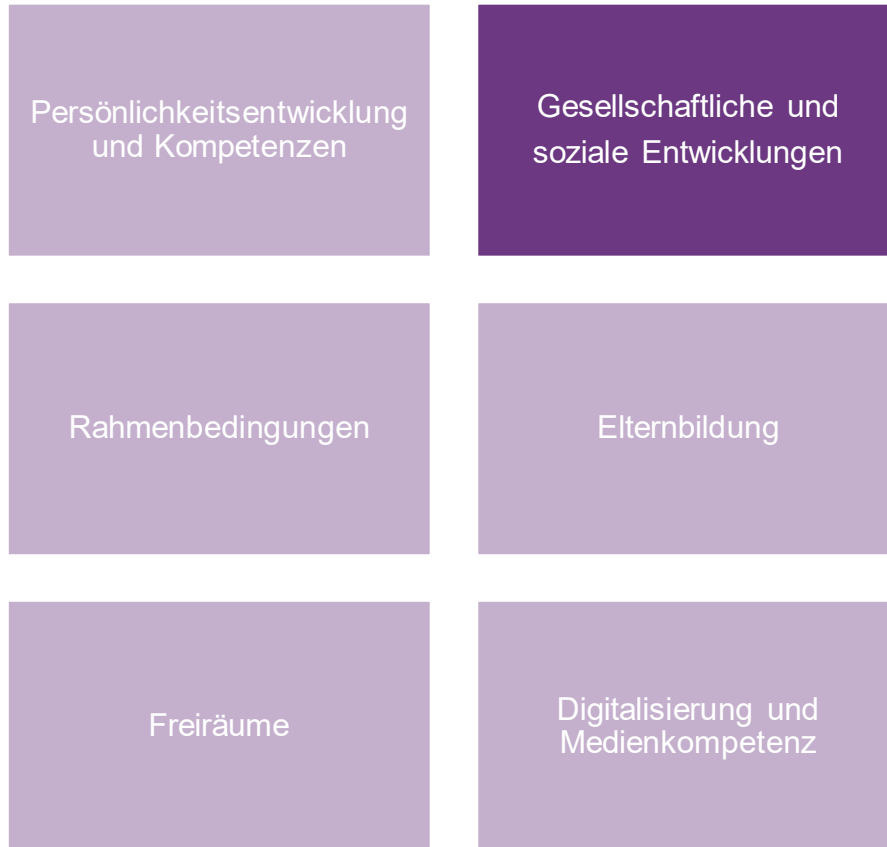 Persönlichkeitsentwicklung
und Kompetenzen
Gesellschaftliche und
soziale Entwicklungen
Rahmenbedingungen
Elternbildung
Freiräume
Digitalisierung und
Medienkompetenz